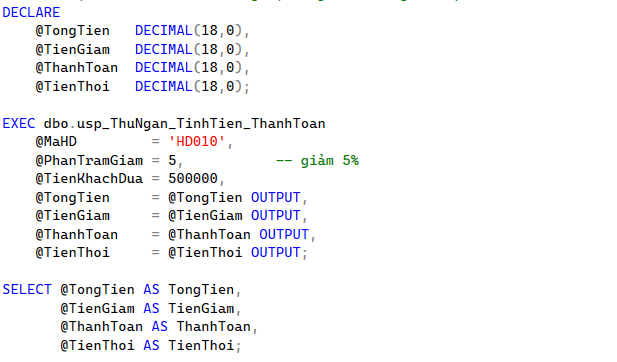 DECLARE
    @TongTien   DECIMAL(18,0),
    @TienGiam   DECIMAL(18,0),
    @ThanhToan  DECIMAL(18,0),
    @TienThoi   DECIMAL(18,0);

EXEC dbo.usp_ThuNgan_TinhTien_ThanhToan
    @MaHD         = 'HD010',
    @PhanTramGiam = 5,           -- giảm 5%
    @TienKhachDua = 500000,
    @TongTien     = @TongTien OUTPUT,
    @TienGiam     = @TienGiam OUTPUT,
    @ThanhToan    = @ThanhToan OUTPUT,
    @TienThoi     = @TienThoi OUTPUT;

SELECT @TongTien AS TongTien,
       @TienGiam AS TienGiam,
       @ThanhToan AS ThanhToan,
       @TienThoi AS TienThoi;